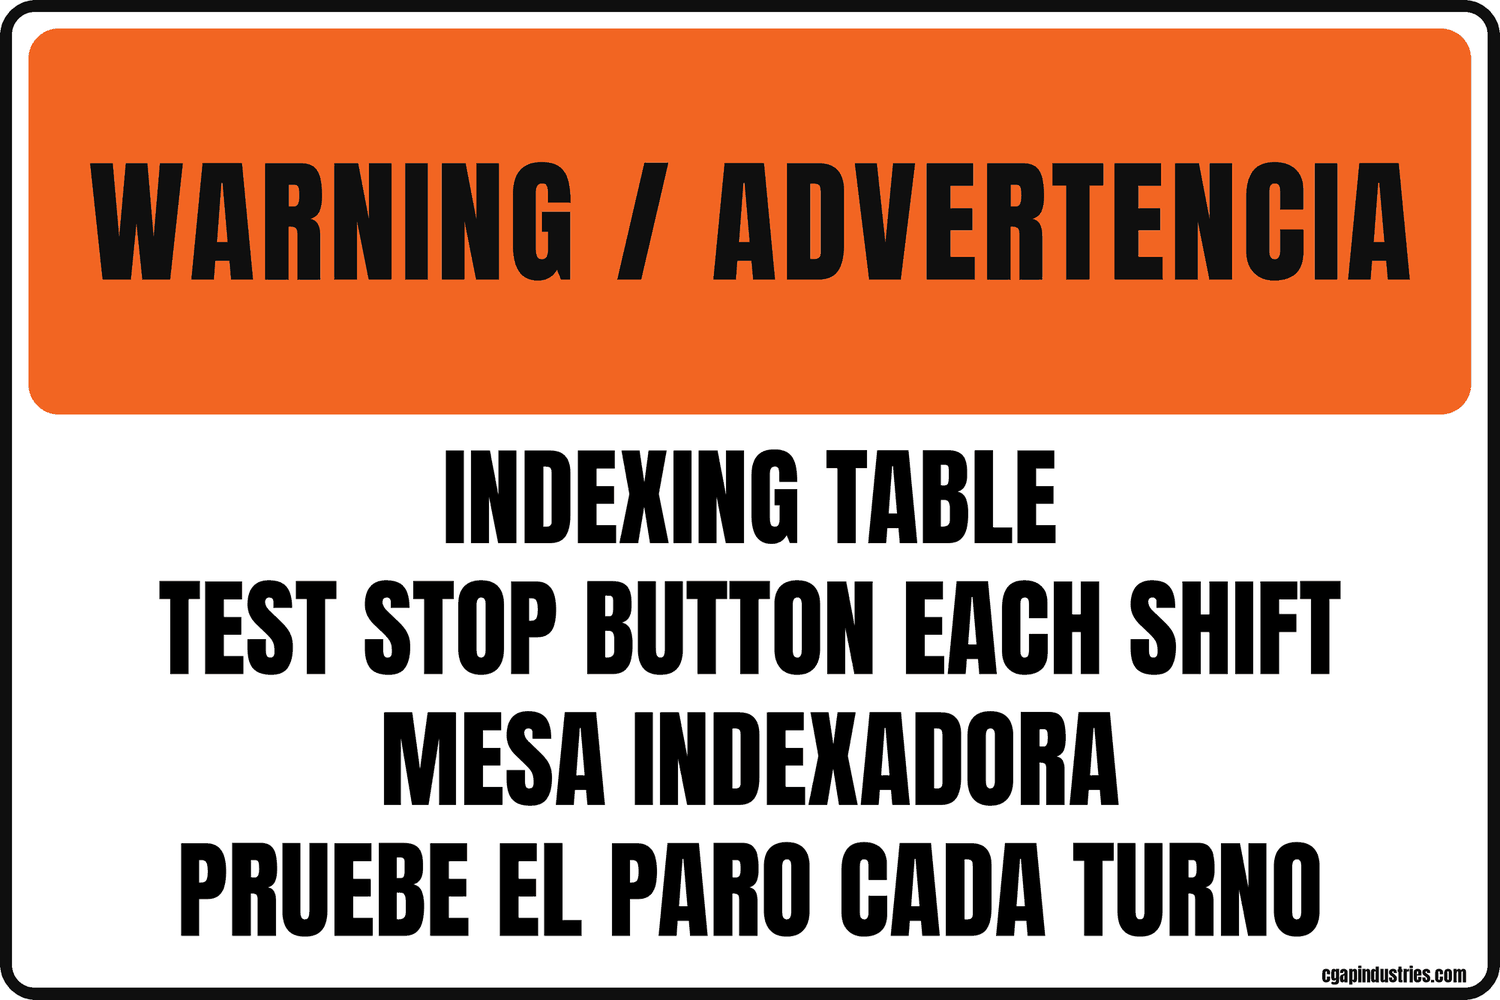 WARNING / ADVERTENCIA
INDEXING TABLE
TEST STOP BUTTON EACH SHIFT
MESA INDEXADORA
PRUEBE EL PARO CADA TURNO
cgapindustries.com